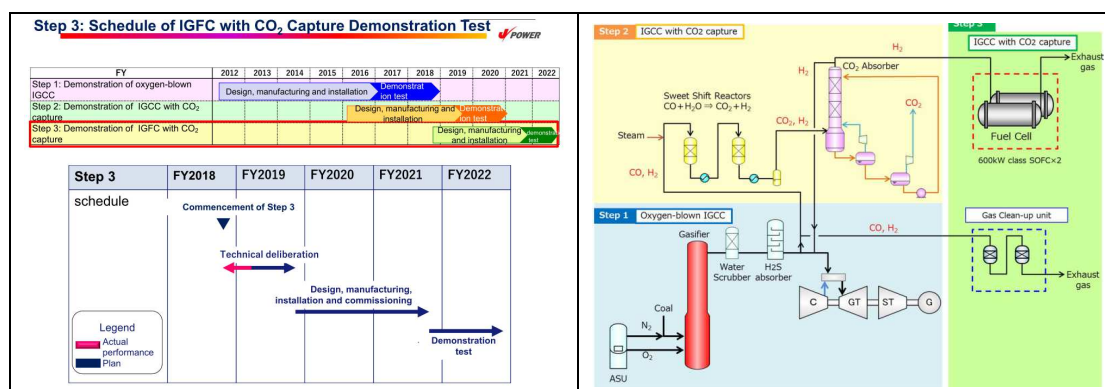 Step 3: Schedule of IGFC with CO2 Capture Demonstration Test
J POWER
FY 2012 2013 2014 2015 2016 2017 2018 2019 2020 2021 2022
Step 1: Demonstration of oxygen-blown
IGCC
Design, manufacturing and installation
Demonstrat
ion test
Step 2: Demonstration of IGCC with CO2
capture
Design, manufacturing and
installation
Demonstrat
ion test
Step 3: Demonstration of IGFC with CO2
capture
Design, manufacturing
and installation
demonstrat
test
Step 3 FY2018 FY2019 FY2020 FY2021 FY2022
schedule
Commencement of Step 3
Technical deliberation
Design, manufacturing,
installation and commissioning
Demonstration
test
Legend
Actual
performance
Plan
Step 2 IGCC with CO2 capture
H2
H2
CO2 Absorber
Sweet Shift Reactors
CO+H2O ⇒ CO2+H2
CO2
Steam
CO2, H2
CO, H2
Step 3
IGCC with CO2 capture
Exhaust
gas
Fuel Cell
600kW class SOFC×2
Step 1 Oxygen-blown IGCC
Gasifier
Water
Scrubber
H2S
absorber
CO, H2
Coal
N2
O2
ASU
C GT ST G
Gas Clean-up unit
Exhaust
gas